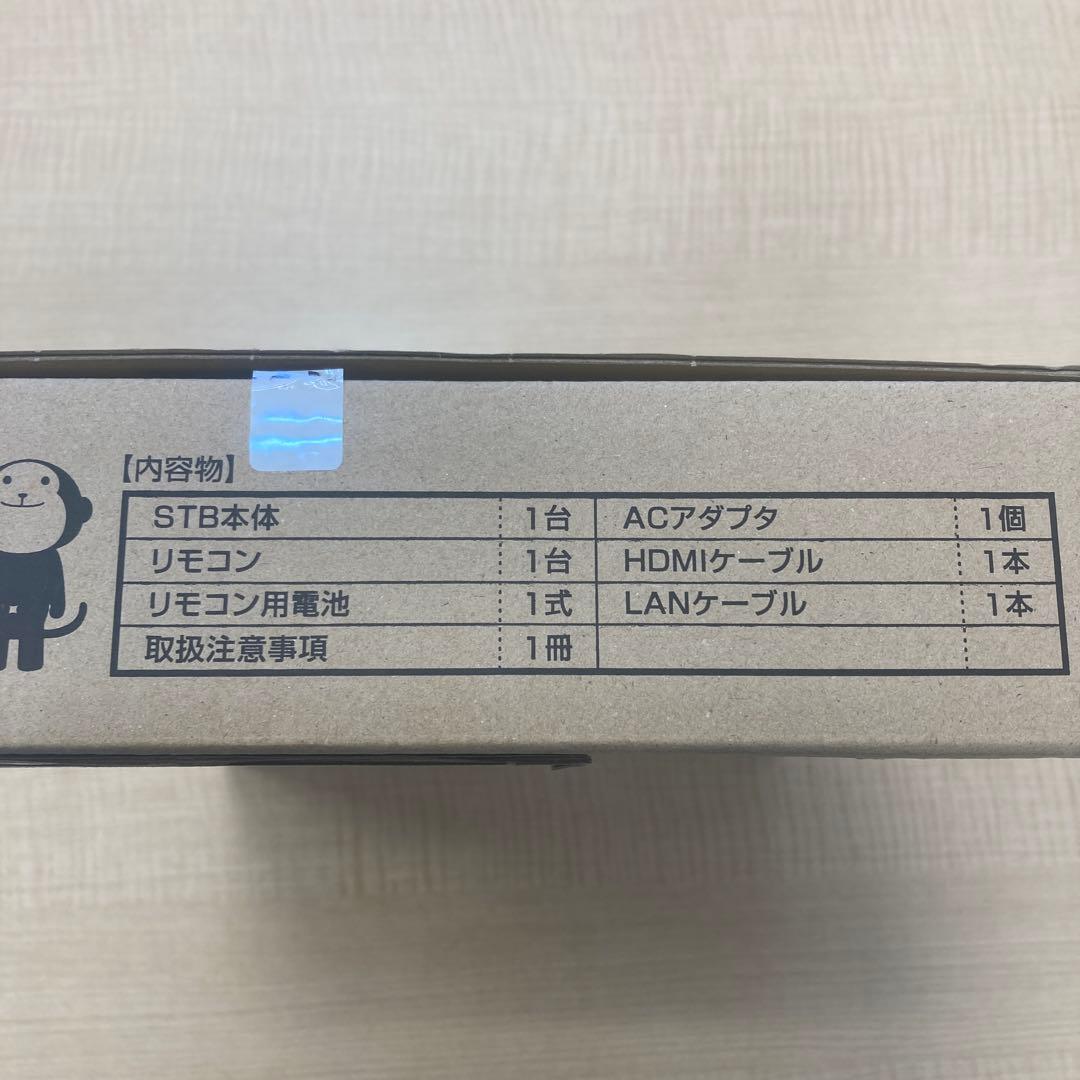 【内容物】
STB本体 1台 ACアダプタ 1個
リモコン 1台 HDMIケーブル 1本
リモコン用電池 1式 LANケーブル 1本
取扱注意事項 1冊